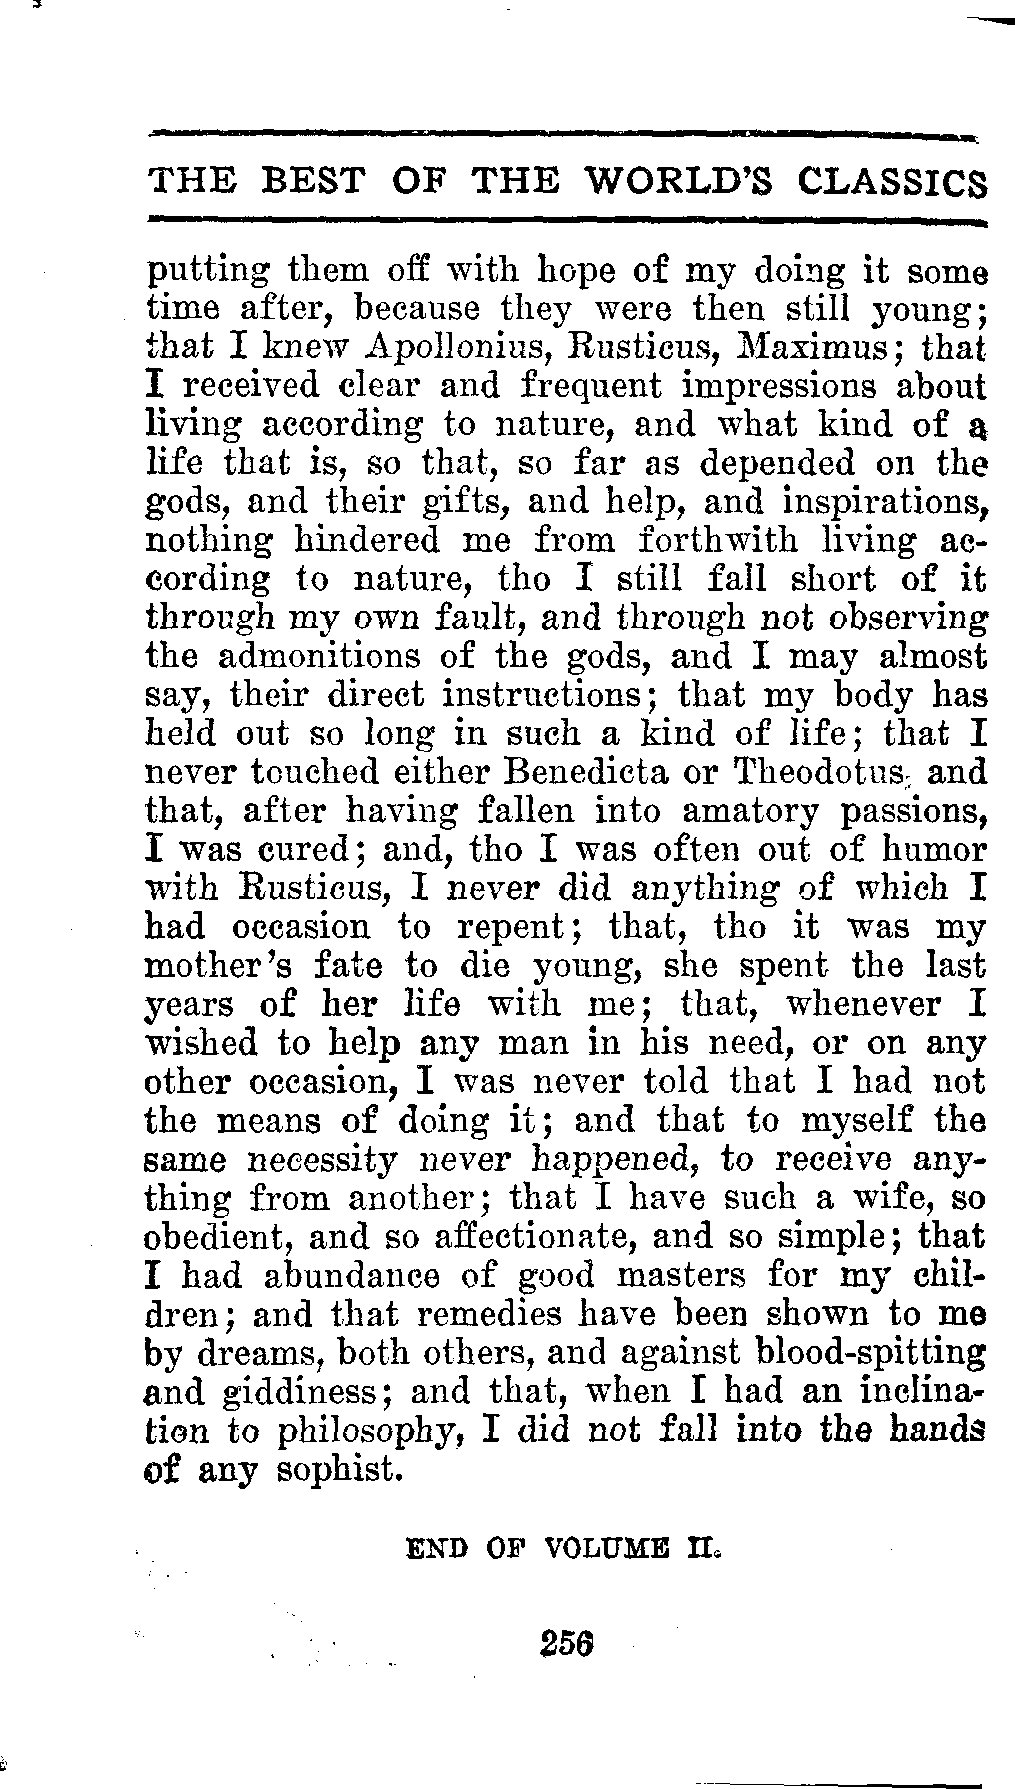 THE BEST OF THE WORLD'S CLASSICS
putting them off with hope of my doing it some
time after, because they were then still young;
that I knew Apollonius, Rusticus, Maximus; that
I received clear and frequent impressions about
living according to nature, and what kind of a
life that is, so that, so far as depended on the
gods, and their gifts, and help, and inspirations,
nothing hindered me from forthwith living ac-
cording to nature, tho I still fall short of it
through my own fault, and through not observing
the admonitions of the gods, and I may almost
say, their direct instructions; that my body has
held out so long in such a kind of life; that I
never touched either Benedicta or Theodotus; and
that, after having fallen into amatory passions,
I was cured; and, tho I was often out of humor
with Rusticus, I never did anything of which I
had occasion to repent; that, tho it was my
mother's fate to die young, she spent the last
years of her life with me; that, whenever I
wished to help any man in his need, or on any
other occasion, I was never told that I had not
the means of doing it; and that to myself the
same necessity never happened, to receive any-
thing from another; that I have such a wife, so
obedient, and so affectionate, and so simple; that
I had abundance of good masters for my chil-
dren; and that remedies have been shown to me
by dreams, both others, and against blood-spitting
and giddiness; and that, when I had an inclina-
tion to philosophy, I did not fall into the hands
of any sophist.
END OF VOLUME II.
256